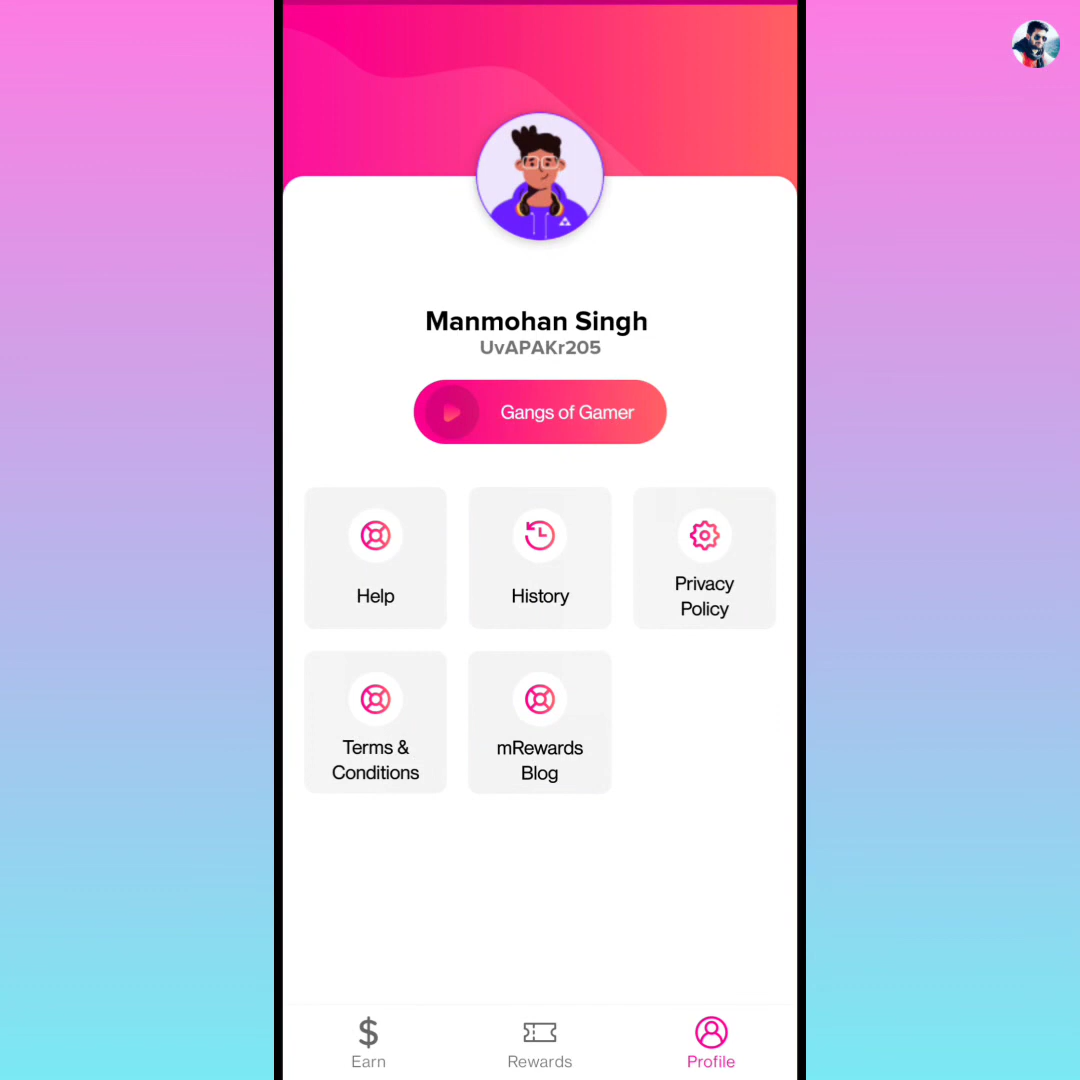 Manmohan Singh
UvAPAKr205
Gangs of Gamer
Help
History
Privacy
Policy
Terms &
Conditions
mRewards
Blog
Earn
Rewards
Profile